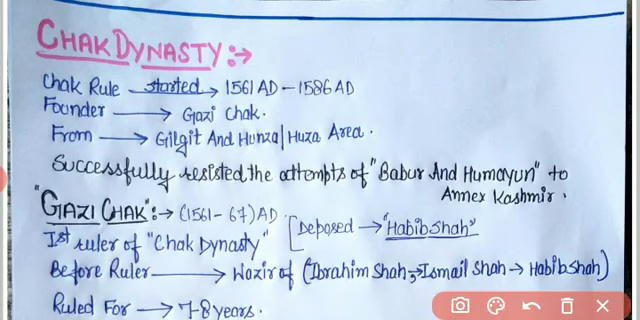 CHAK DYNASTY :→
Chak Rule started → 1561 AD – 1586 AD
Founder → Gazi Chak.
From → Gilgit And Hunza/Huza Area.
Successfully resisted the attempts of "Babur And Humayun" to
Annex Kashmir.
"GAZI CHAK" :→ (1561-67) AD.
[Deposed → "Habib Shah"
Ist ruler of "Chak Dynasty"
Before Ruler → Wazir of (Ibrahim Shah → Ismail Shah → Habib Shah)
Ruled For → 7-8 years.